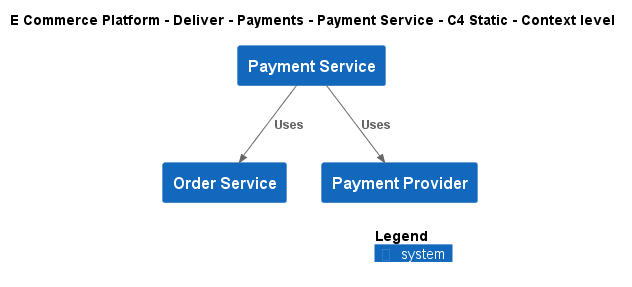 E Commerce Platform - Deliver - Payments - Payment Service - C4 Static - Context level
Payment Service
Uses
Uses
Order Service
Payment Provider
Legend
system